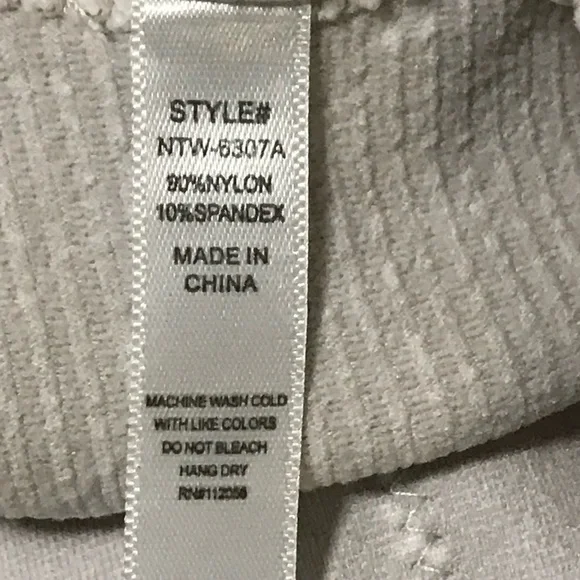 STYLE#
NTW-6307A
90%NYLON
10%SPANDEX
MADE IN
CHINA
MACHINE WASH COLD
WITH LIKE COLORS
DO NOT BLEACH
HANG DRY
RN#112056